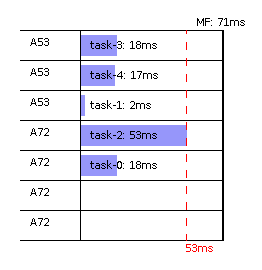 MF: 71ms
A53 task-3: 18ms
A53 task-4: 17ms
A53 task-1: 2ms
A72 task-2: 53ms
A72 task-0: 18ms
A72
A72
53ms